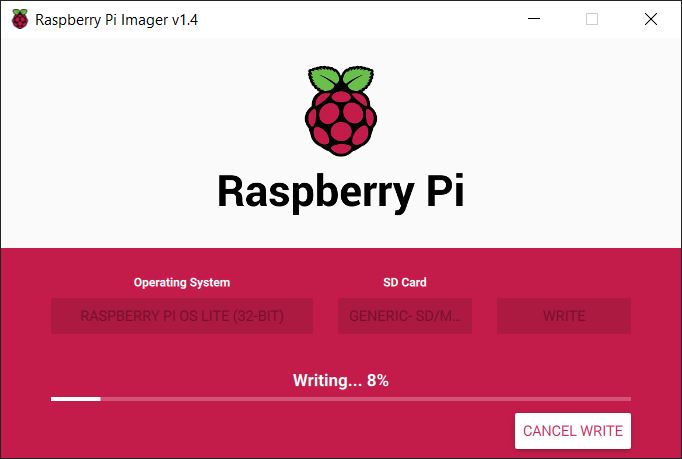 Raspberry Pi Imager v1.4
Raspberry Pi
Operating System
SD Card
RASPBERRY PI OS LITE (32-BIT)
GENERIC- SD/M...
WRITE
Writing... 8%
CANCEL WRITE